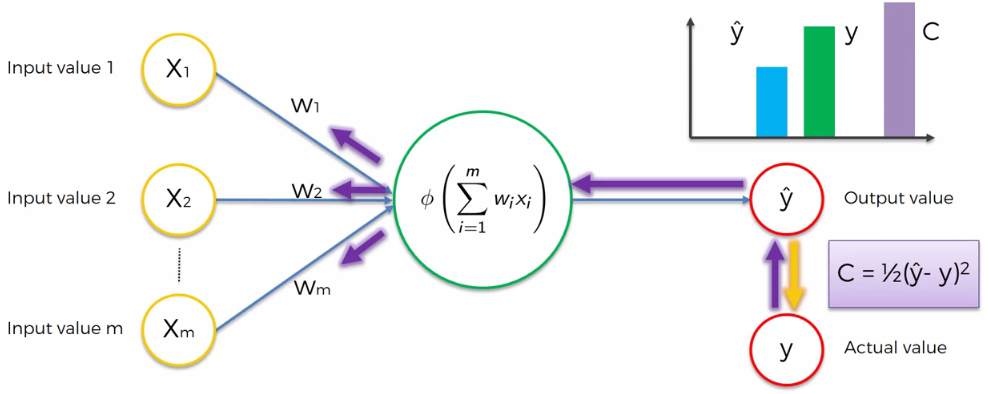 Input value 1
X1
W1
Input value 2
X2
W2
Input value m
Xm
Wm
ϕ ( m ∑ i=1 wᵢxᵢ )
ŷ
Output value
C = ½(ŷ- y)²
y
Actual value
ŷ
y
C